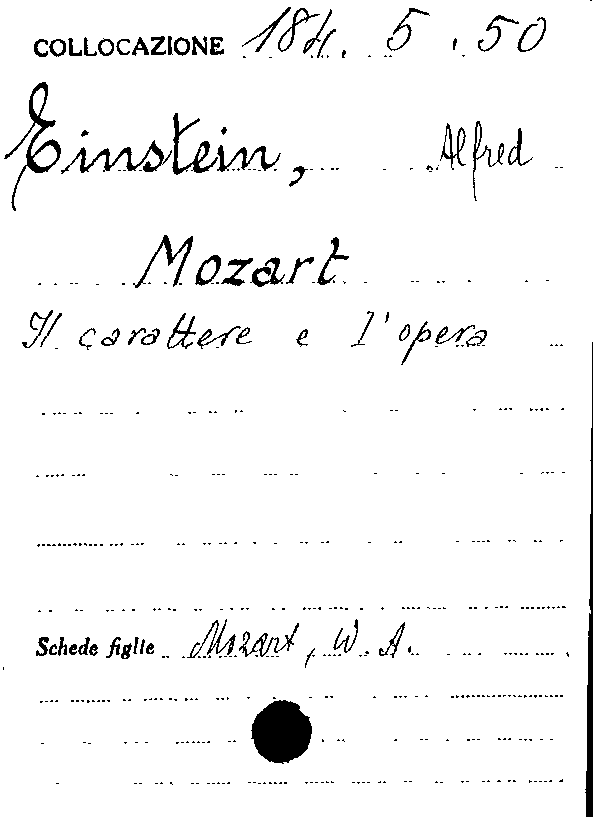 COLLOCAZIONE 184. 5. 50
Einstein, Alfred
Mozart
Il carattere e l'opera
Schede figlie Mozart, W. A.